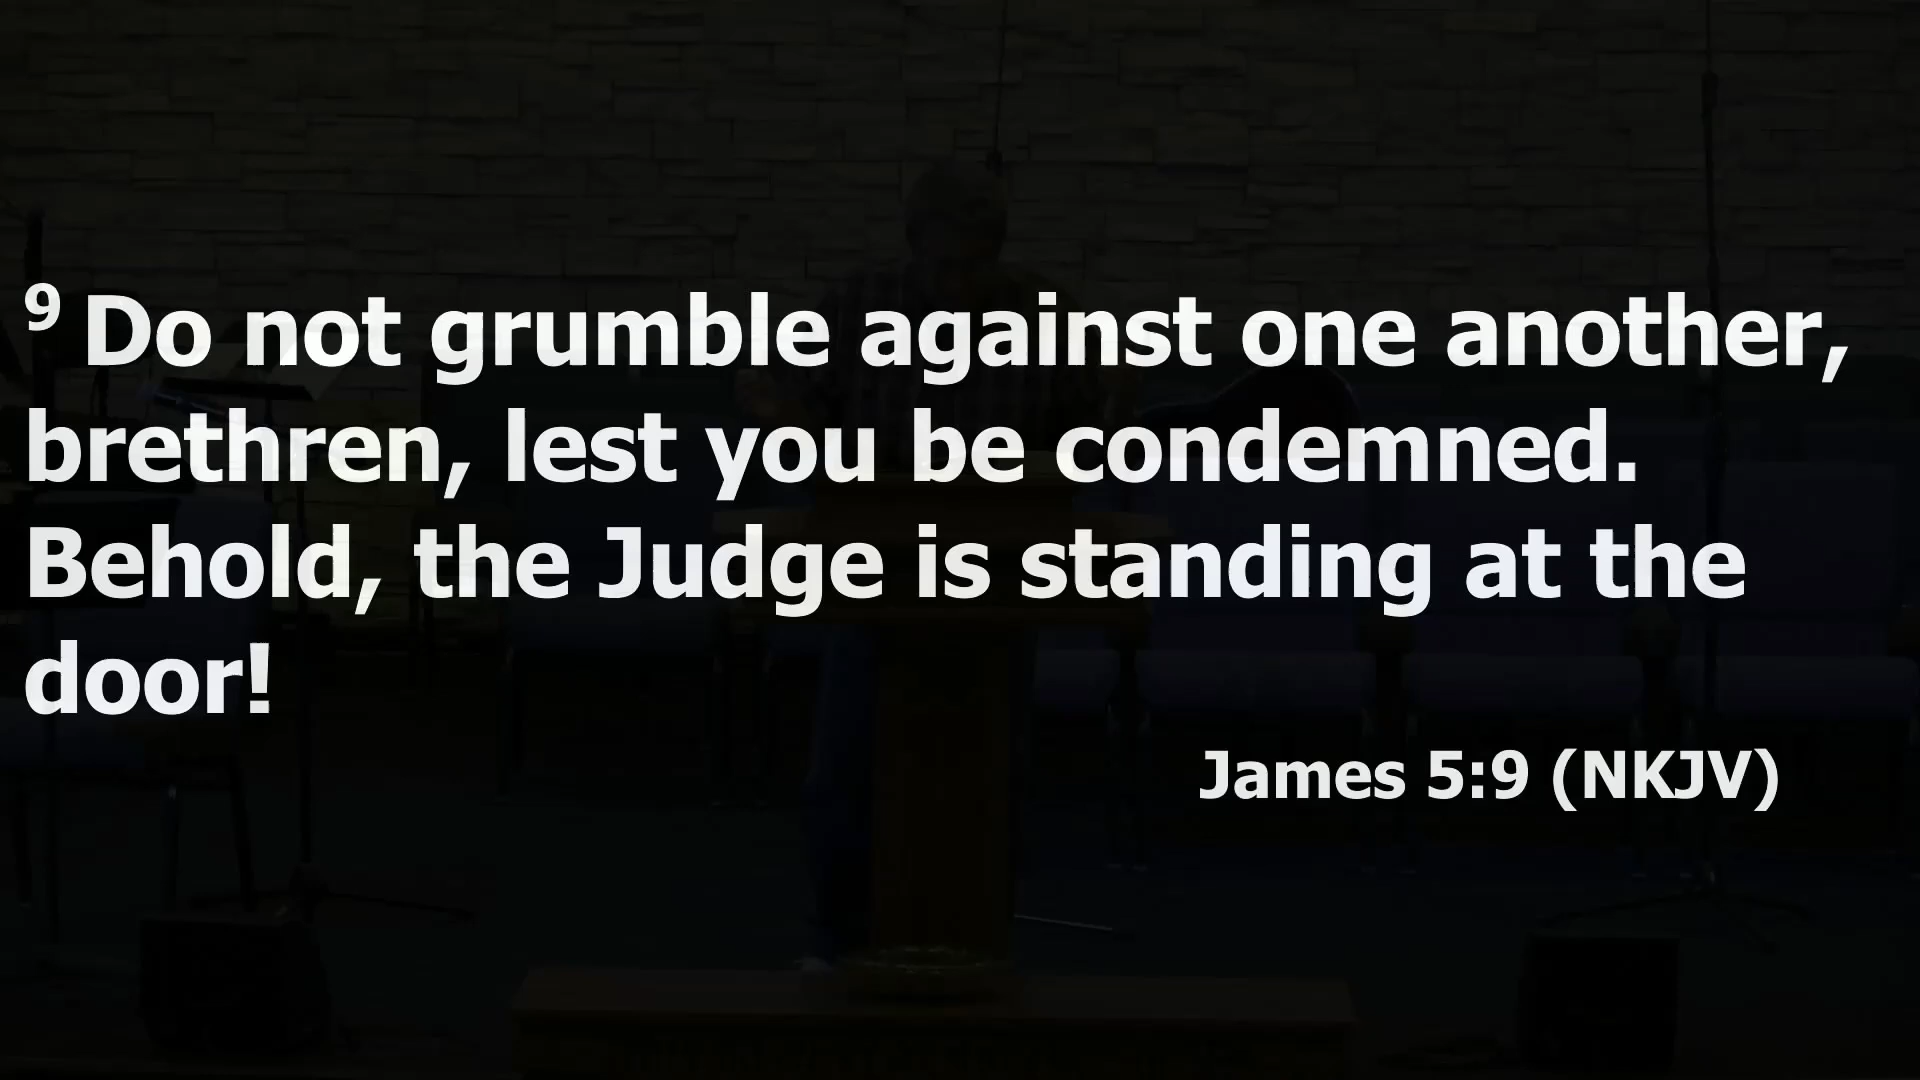 9 Do not grumble against one another,
brethren, lest you be condemned.
Behold, the Judge is standing at the
door!
James 5:9 (NKJV)